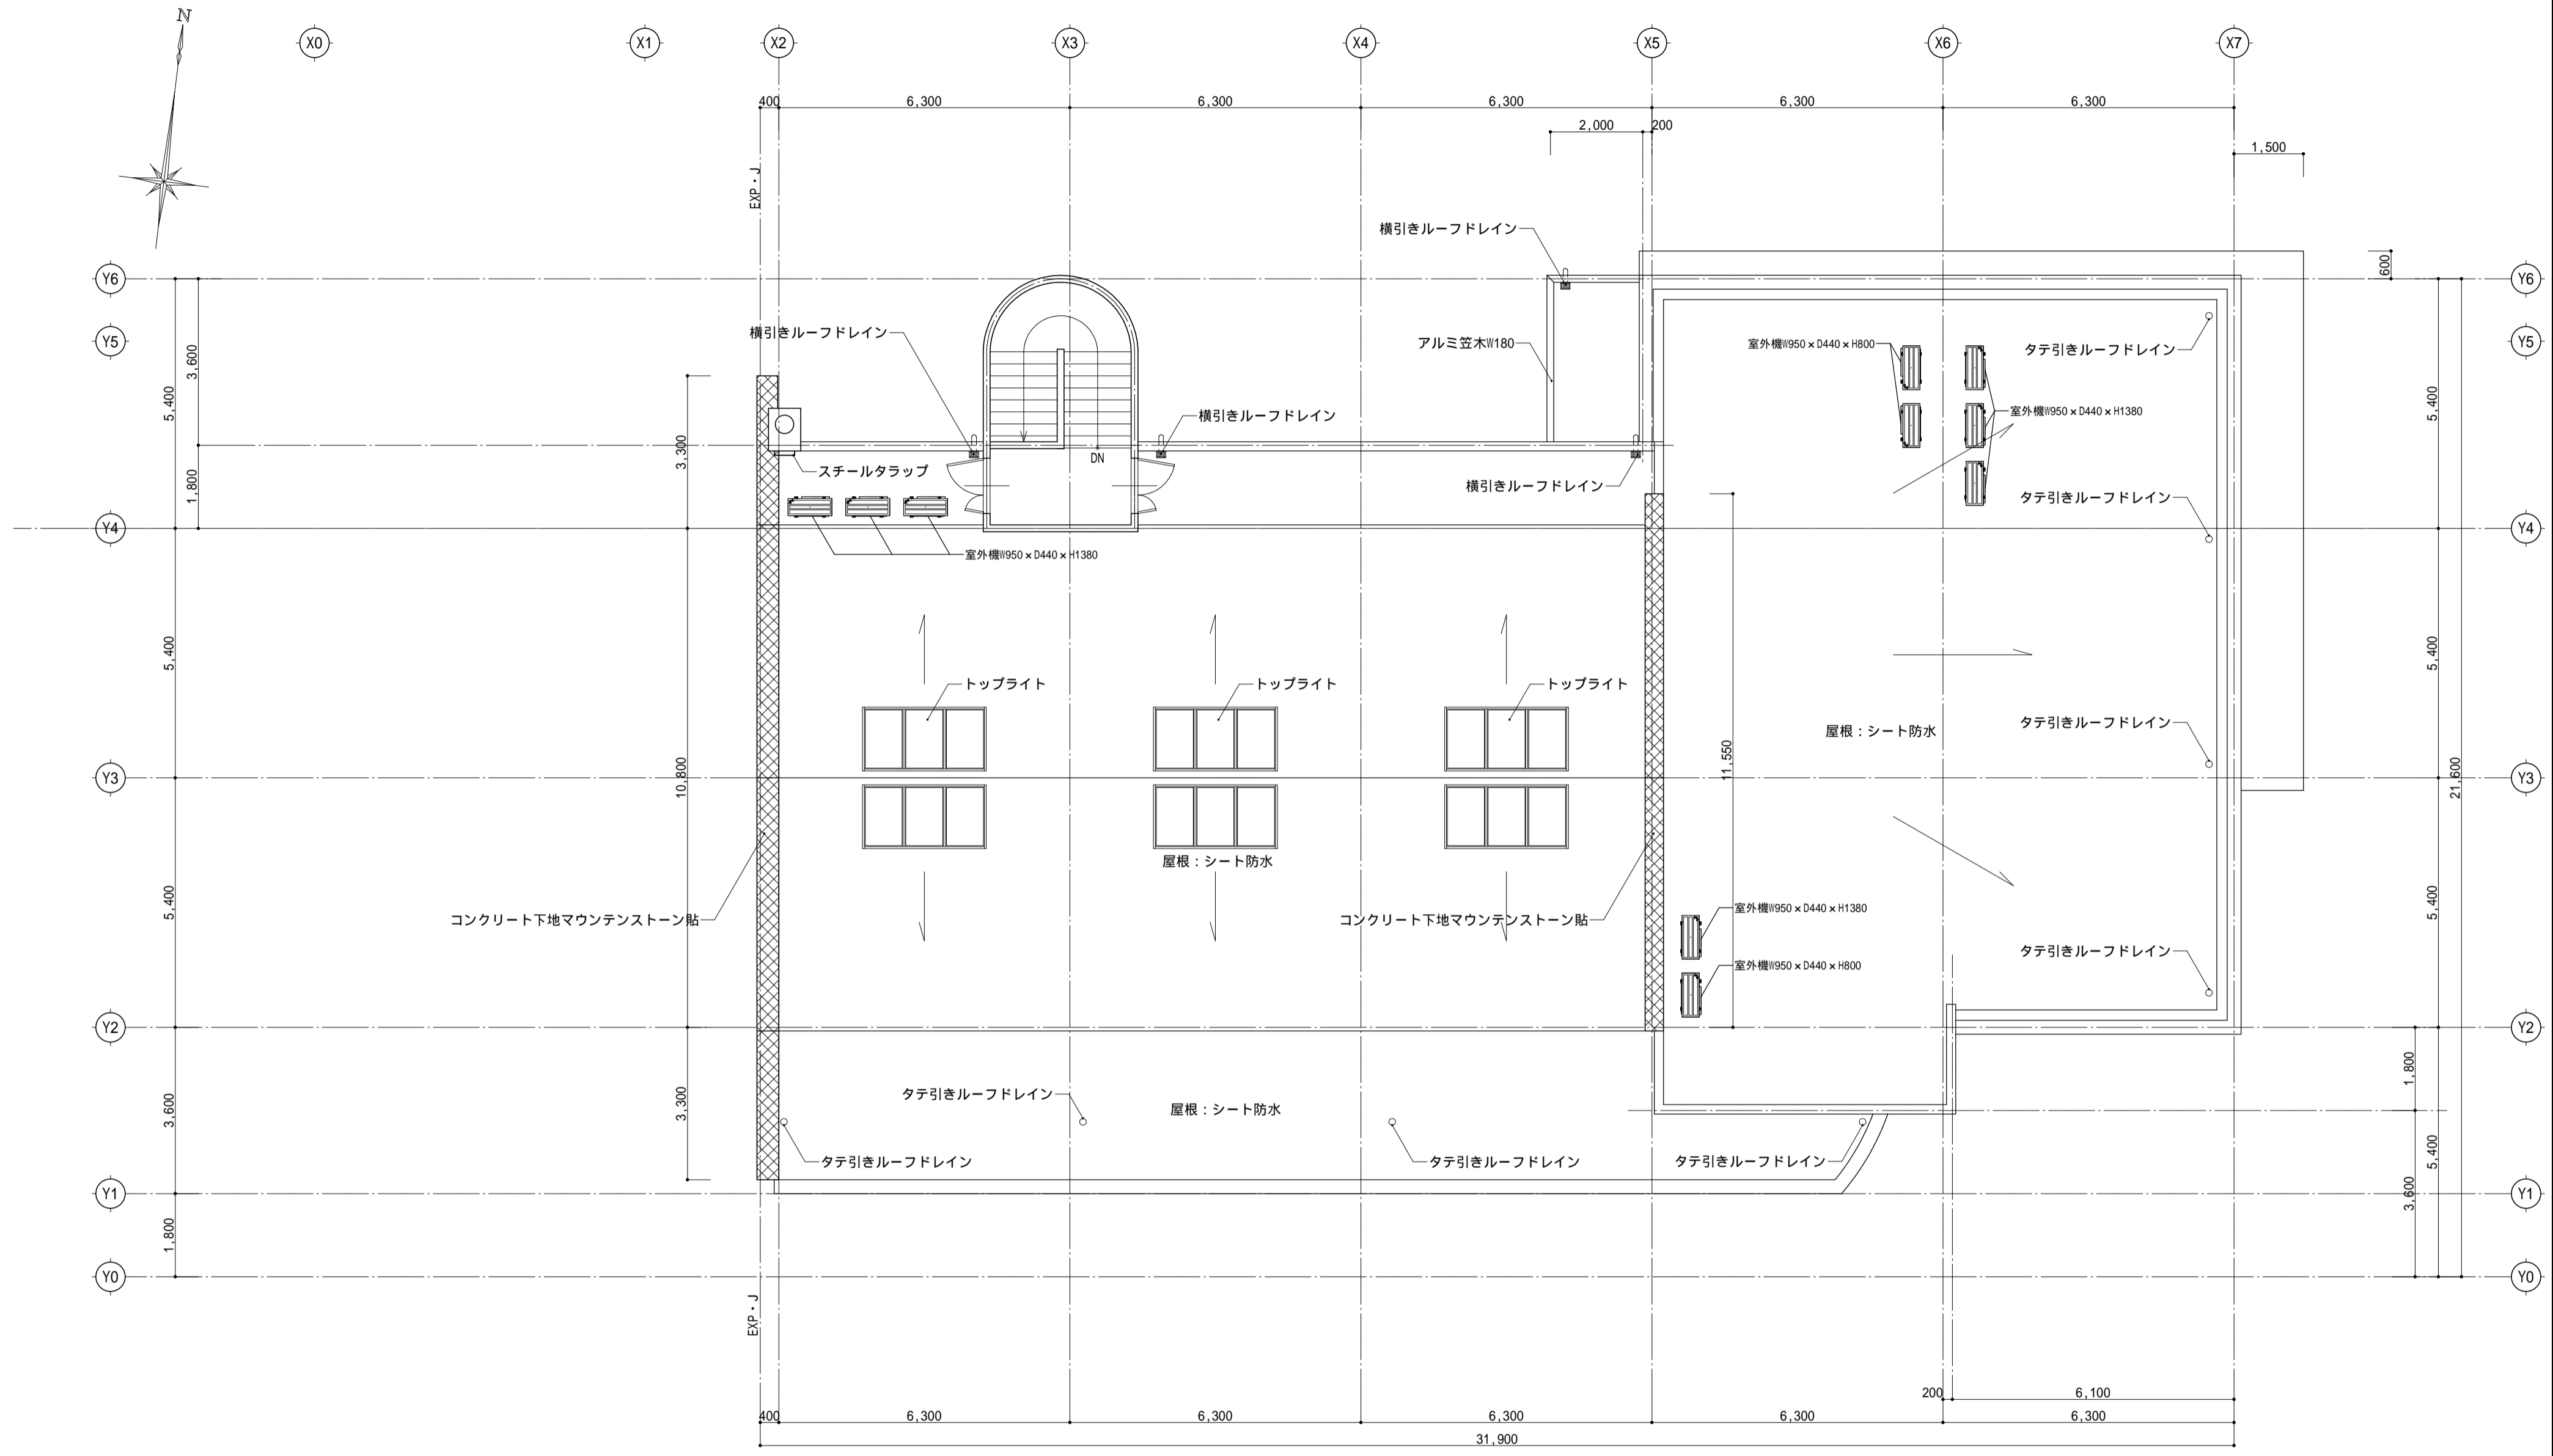 N
X0 X1 X2 X3 X4 X5 X6 X7
400 6,300 6,300 6,300 6,300 6,300
2,000 200
1,500
EXP・J
横引きルーフドレイン
600
Y6 Y6
横引きルーフドレイン
Y5 Y5
アルミ笠木W180
室外機W950×D440×H800
タテ引きルーフドレイン
3,600
5,400
5,400
横引きルーフドレイン
室外機W950×D440×H1380
3,300
DN
スチールタラップ
横引きルーフドレイン
1,800
タテ引きルーフドレイン
Y4 Y4
室外機W950×D440×H1380
5,400
5,400
トップライト トップライト トップライト
タテ引きルーフドレイン
屋根：シート防水
11,550
10,800
21,600
Y3 Y3
屋根：シート防水
5,400
5,400
コンクリート下地マウンテンストーン貼
コンクリート下地マウンテンストーン貼
室外機W950×D440×H1380
タテ引きルーフドレイン
室外機W950×D440×H800
Y2 Y2
1,800
タテ引きルーフドレイン
3,300
屋根：シート防水
3,600
5,400
タテ引きルーフドレイン
タテ引きルーフドレイン
タテ引きルーフドレイン
Y1 Y1
3,600
1,800
Y0 Y0
EXP・J
200 6,100
400 6,300 6,300 6,300 6,300 6,300
31,900